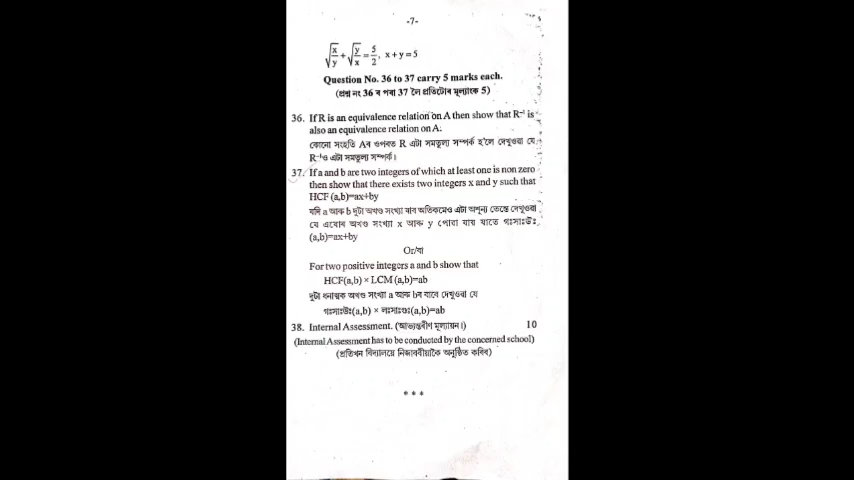 -7-
√x/y + √y/x = 5/2, x + y = 5
Question No. 36 to 37 carry 5 marks each.
(প্ৰশ্ন নং 36 ৰ পৰা 37 লৈ প্ৰতিটোৰ মূল্যাংক 5)
36. If R is an equivalence relation on A then show that R⁻¹ is
also an equivalence relation on A.
কোনো সংহতি Aৰ ওপৰত R এটা সমতুল্য সম্পৰ্ক হ'লে দেখুওৱা যে
R⁻¹ও এটা সমতুল্য সম্পৰ্ক।
37. If a and b are two integers of which at least one is non zero
then show that there exists two integers x and y such that
HCF (a,b)=ax+by
যদি a আৰু b দুটা অখণ্ড সংখ্যা যাৰ অতিকমেও এটা অশূন্য তেন্তে দেখুওৱা
যে এযোৰ অখণ্ড সংখ্যা x আৰু y পোৱা যায় যাতে গঃসাঃউঃ
(a,b)=ax+by
Or/বা
For two positive integers a and b show that
HCF(a,b) × LCM (a,b)=ab
দুটা ধনাত্মক অখণ্ড সংখ্যা a আৰু bৰ বাবে দেখুওৱা যে
গঃসাঃউঃ(a,b) × লঃসাঃগুঃ(a,b)=ab
38. Internal Assessment. (আভ্যন্তৰীণ মূল্যায়ন।) 10
(Internal Assessment has to be conducted by the concerned school)
(প্ৰতিখন বিদ্যালয়ে নিজাববীয়াকৈ অনুষ্ঠিত কৰিব)
* * *